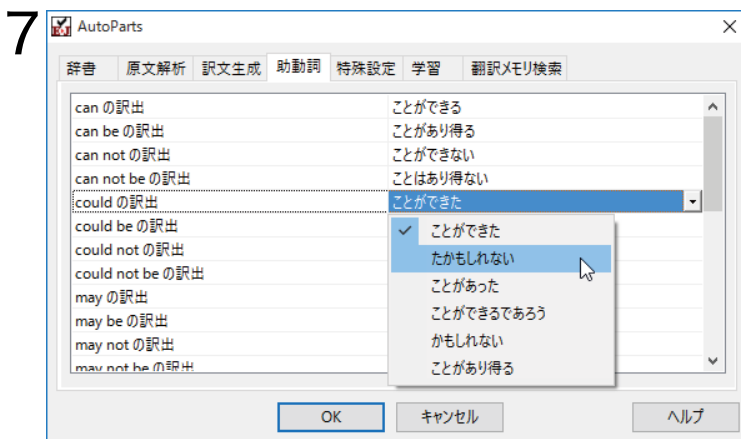 7
AutoParts
辞書 原文解析 訳文生成 助動詞 特殊設定 学習 翻訳メモリ検索
can の訳出 ことができる
can be の訳出 ことがあり得る
can not の訳出 ことができない
can not be の訳出 ことはあり得ない
could の訳出 ことができた
could be の訳出 ことができた
could not の訳出 たかもしれない
could not be の訳出 ことがあった
may の訳出 ことができるであろう
may be の訳出 かもしれない
may not の訳出 ことがあり得る
may not be の訳出
OK キャンセル ヘルプ